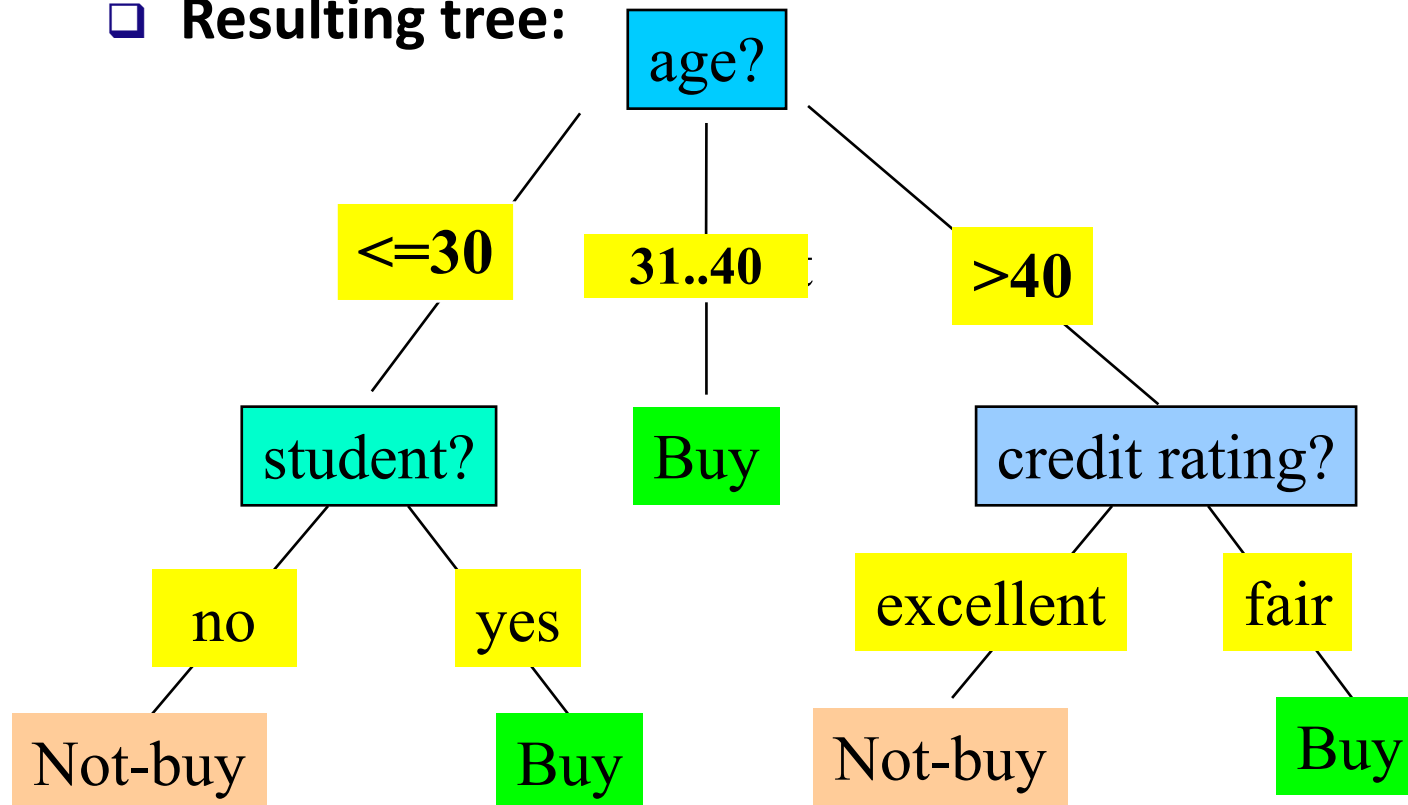 ❑ Resulting tree:
age?
<=30
31..40
>40
student?
Buy
credit rating?
no
yes
excellent
fair
Not-buy
Buy
Not-buy
Buy